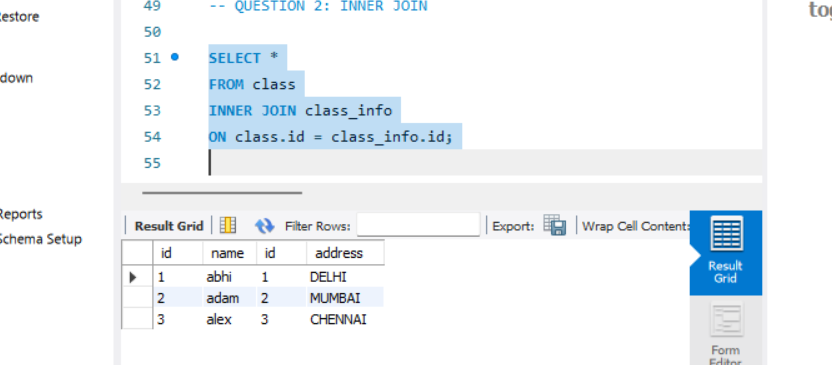 49 -- QUESTION 2: INNER JOIN
50
51 SELECT *
52 FROM class
53 INNER JOIN class_info
54 ON class.id = class_info.id;
55
Restore
down
Reports
Schema Setup
Result Grid Filter Rows: Export: Wrap Cell Content:
id name id address
1 abhi 1 DELHI
2 adam 2 MUMBAI
3 alex 3 CHENNAI
Result
Grid
Form
Editor